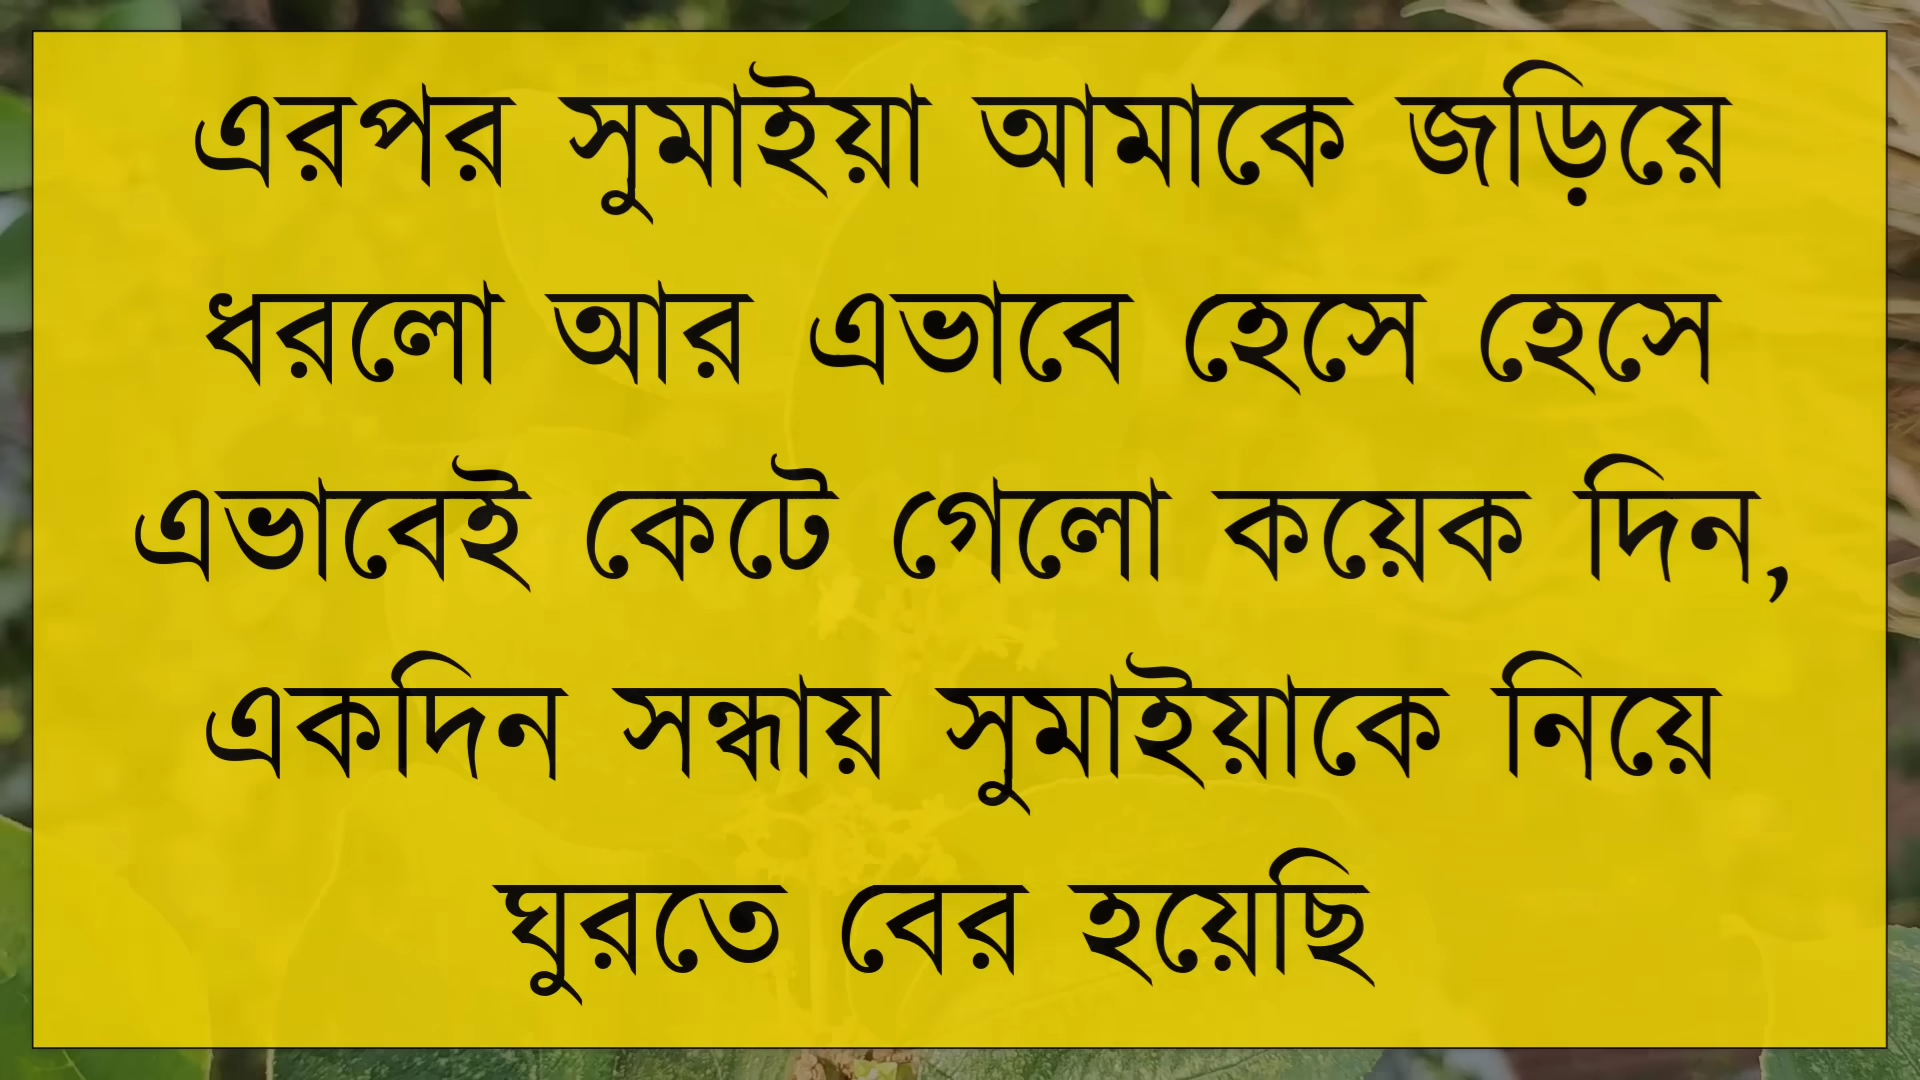 এরপর সুমাইয়া আমাকে জড়িয়ে
ধরলো আর এভাবে হেসে হেসে
এভাবেই কেটে গেলো কয়েক দিন,
একদিন সন্ধায় সুমাইয়াকে নিয়ে
ঘুরতে বের হয়েছি